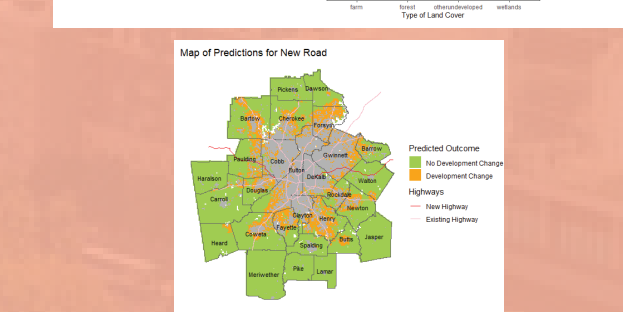 farm forest otherundeveloped wetlands
Type of Land Cover
Map of Predictions for New Road
Pickens Dawson
Bartow Cherokee
Forsyth
Gwinnett Barrow
Paulding Cobb
Fulton
DeKalb Walton
Haralson
Douglas
Rockdale
Carroll
Newton
Clayton
Henry
Fayette
Coweta
Heard Spalding Butts Jasper
Meriwether Pike Lamar
Predicted Outcome
No Development Change
Development Change
Highways
New Highway
Existing Highway